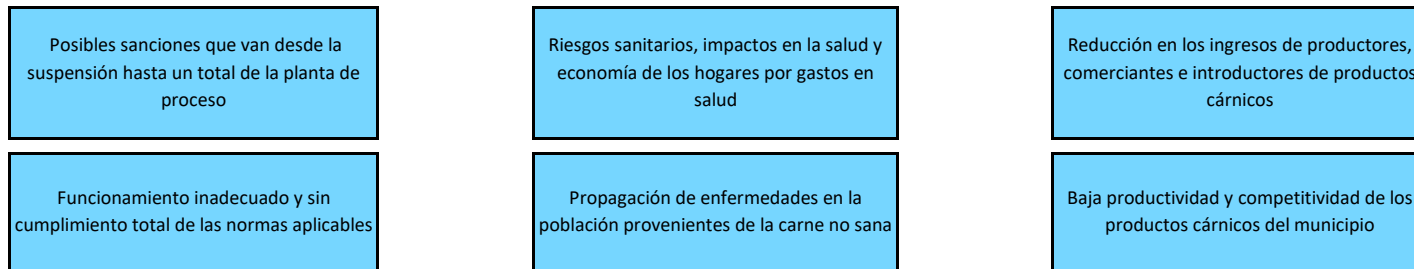 Posibles sanciones que van desde la
suspensión hasta un total de la planta de
proceso
Riesgos sanitarios, impactos en la salud y
economía de los hogares por gastos en
salud
Reducción en los ingresos de productores,
comerciantes e introductores de productos
cárnicos
Funcionamiento inadecuado y sin
cumplimiento total de las normas aplicables
Propagación de enfermedades en la
población provenientes de la carne no sana
Baja productividad y competitividad de los
productos cárnicos del municipio